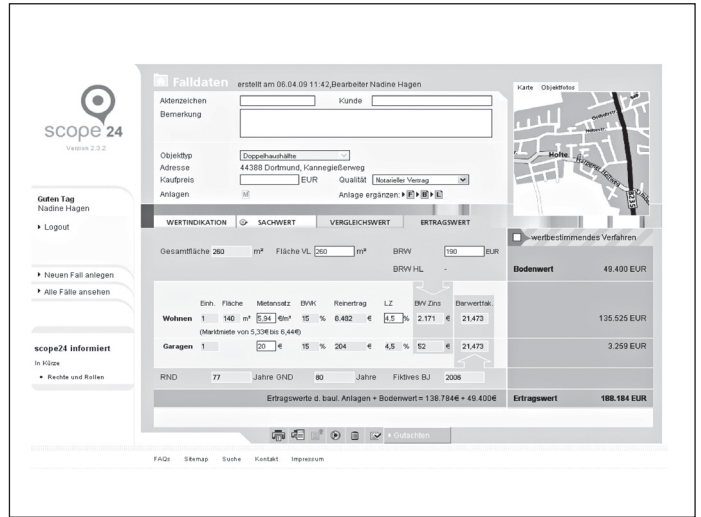 scope 24
Version 2.3.2
Guten Tag
Nadine Hagen
Logout
Neuen Fall anlegen
Alle Fälle ansehen
scope24 informiert
In Kürze
• Rechte und Rollen
Falldaten erstellt am 06.04.09 11:42,Bearbeiter Nadine Hagen
Aktenzeichen Kunde
Bemerkung
Objekttyp Doppelhaushälfte
Adresse 44388 Dortmund, Kannegießerweg
Kaufpreis EUR Qualität Notarieller Vertrag
Anlagen M Anlage ergänzen: F B L
Karte Objektfotos
Holte
WERTINDIKATION SACHWERT VERGLEICHSWERT ERTRAGSWERT
wertbestimmendes Verfahren
Gesamtfläche 260 m² Fläche VL 260 m² BRW 190 EUR
BRW HL -
Bodenwert 49.400 EUR
Einh. Fläche Mietansatz BWK Reinertrag LZ BW Zins Barwertfak.
Wohnen 1 140 m² 5,94 €/m² 15 % 8.482 € 4,5 % 2.171 € 21,473 135.525 EUR
(Marktmiete von 5,33€ bis 6,44€)
Garagen 1 20 € 15 % 204 € 4,5 % 52 € 21,473 3.259 EUR
RND 77 Jahre GND 80 Jahre Fiktives BJ 2006
Ertragswerte d. baul. Anlagen + Bodenwert = 138.784€ + 49.400€ Ertragswert 188.184 EUR
Gutachten
FAQs Sitemap Suche Kontakt Impressum